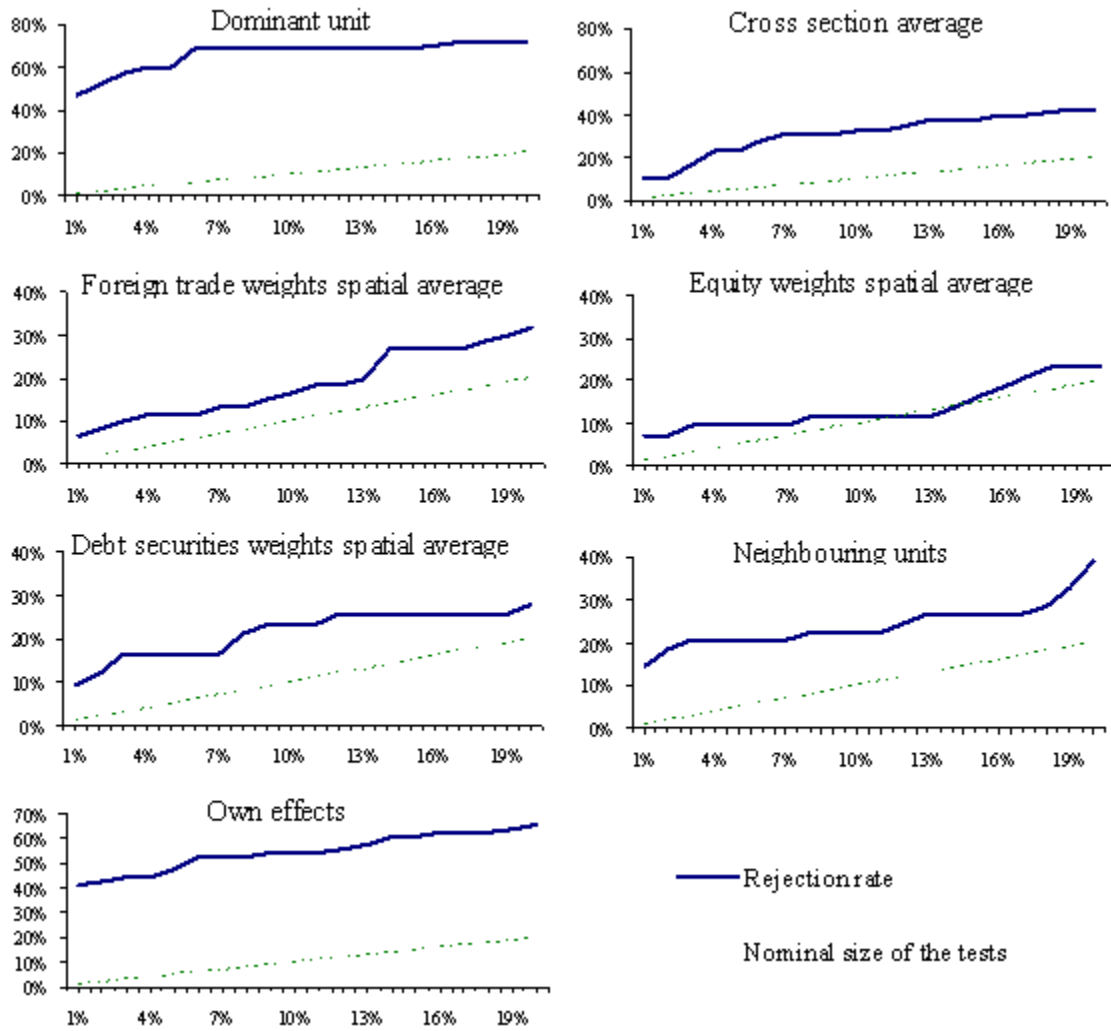 Dominant unit
80%
60%
40%
20%
0%
1% 4% 7% 10% 13% 16% 19%
Cross section average
80%
60%
40%
20%
0%
1% 4% 7% 10% 13% 16% 19%
Foreign trade weights spatial average
40%
30%
20%
10%
0%
1% 4% 7% 10% 13% 16% 19%
Equity weights spatial average
40%
30%
20%
10%
0%
1% 4% 7% 10% 13% 16% 19%
Debt securities weights spatial average
40%
30%
20%
10%
0%
1% 4% 7% 10% 13% 16% 19%
Neighbouring units
40%
30%
20%
10%
0%
1% 4% 7% 10% 13% 16% 19%
Own effects
70%
60%
50%
40%
30%
20%
10%
0%
1% 4% 7% 10% 13% 16% 19%
Rejection rate
Nominal size of the tests